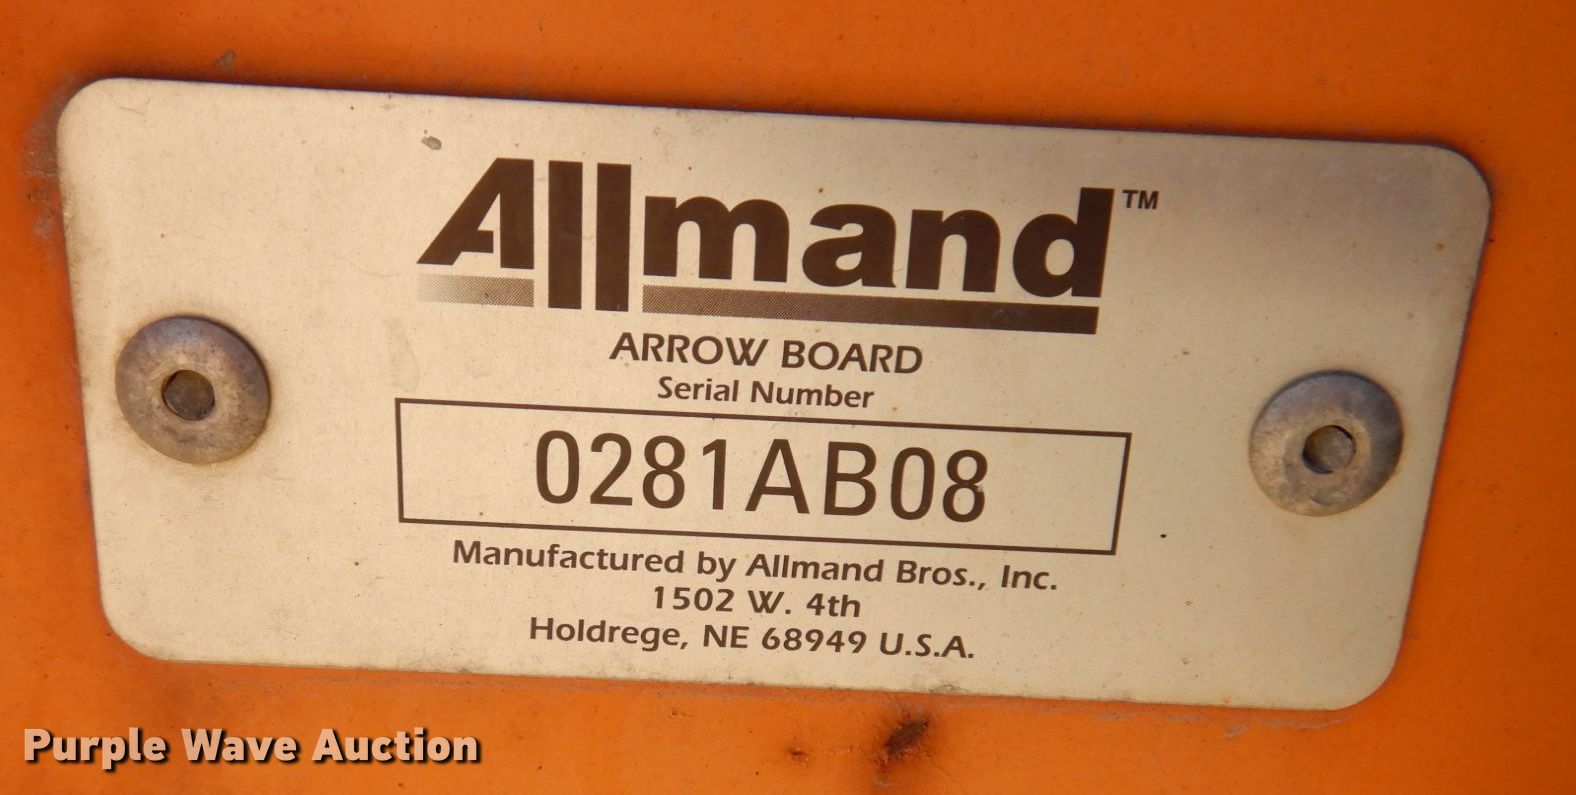 Allmand™
ARROW BOARD
Serial Number
0281AB08
Manufactured by Allmand Bros., Inc.
1502 W. 4th
Holdrege, NE 68949 U.S.A.
Purple Wave Auction